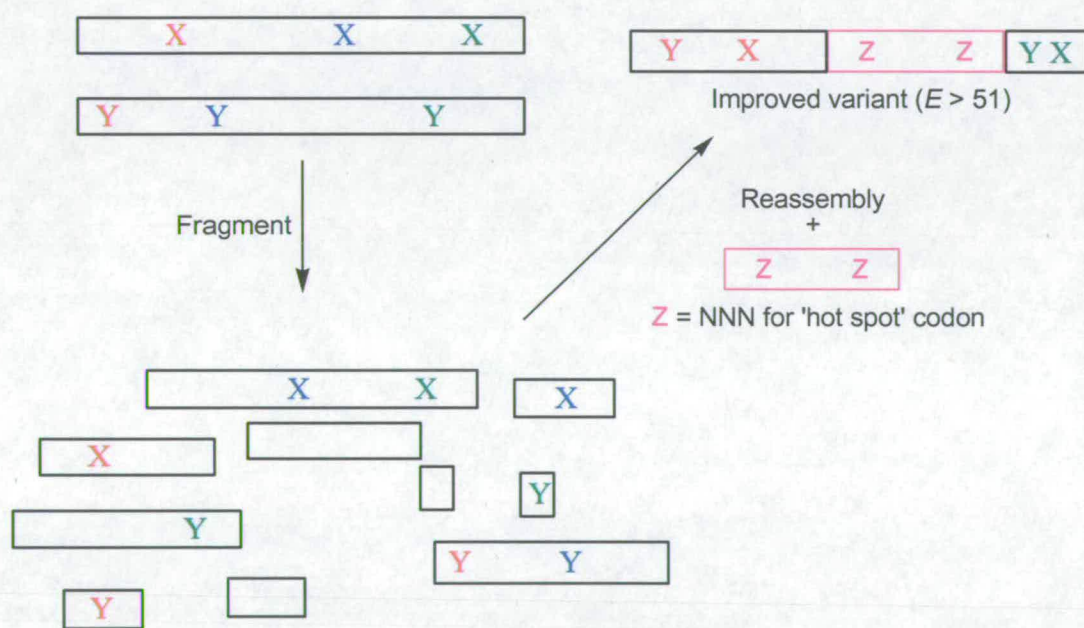 X X X
Y Y Y
Fragment
X X
X
X
Y
Y
Y Y
Y
Y X Z Z Y X
Improved variant (E > 51)
Reassembly
+
Z Z
Z = NNN for 'hot spot' codon